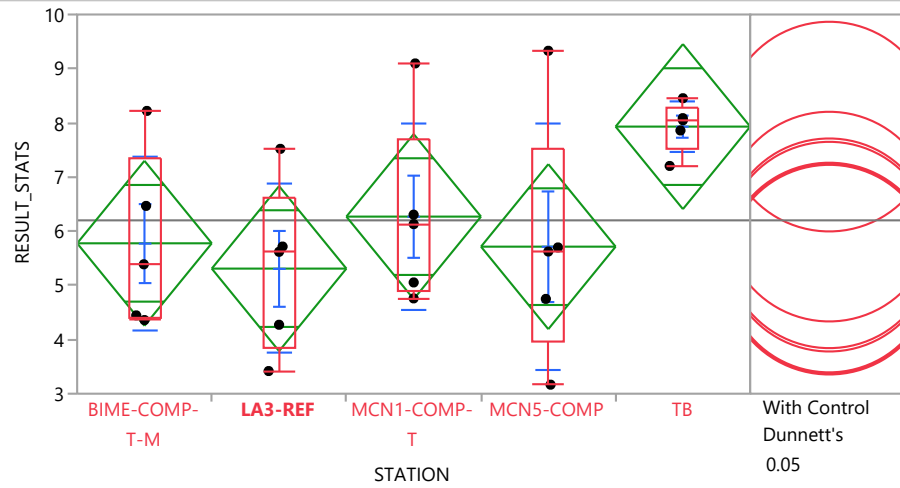 10
9
8
7
6
5
4
3
RESULT_STATS
BIME-COMP-
T-M
LA3-REF
MCN1-COMP-
T
MCN5-COMP
TB
STATION
With Control
Dunnett's
0.05